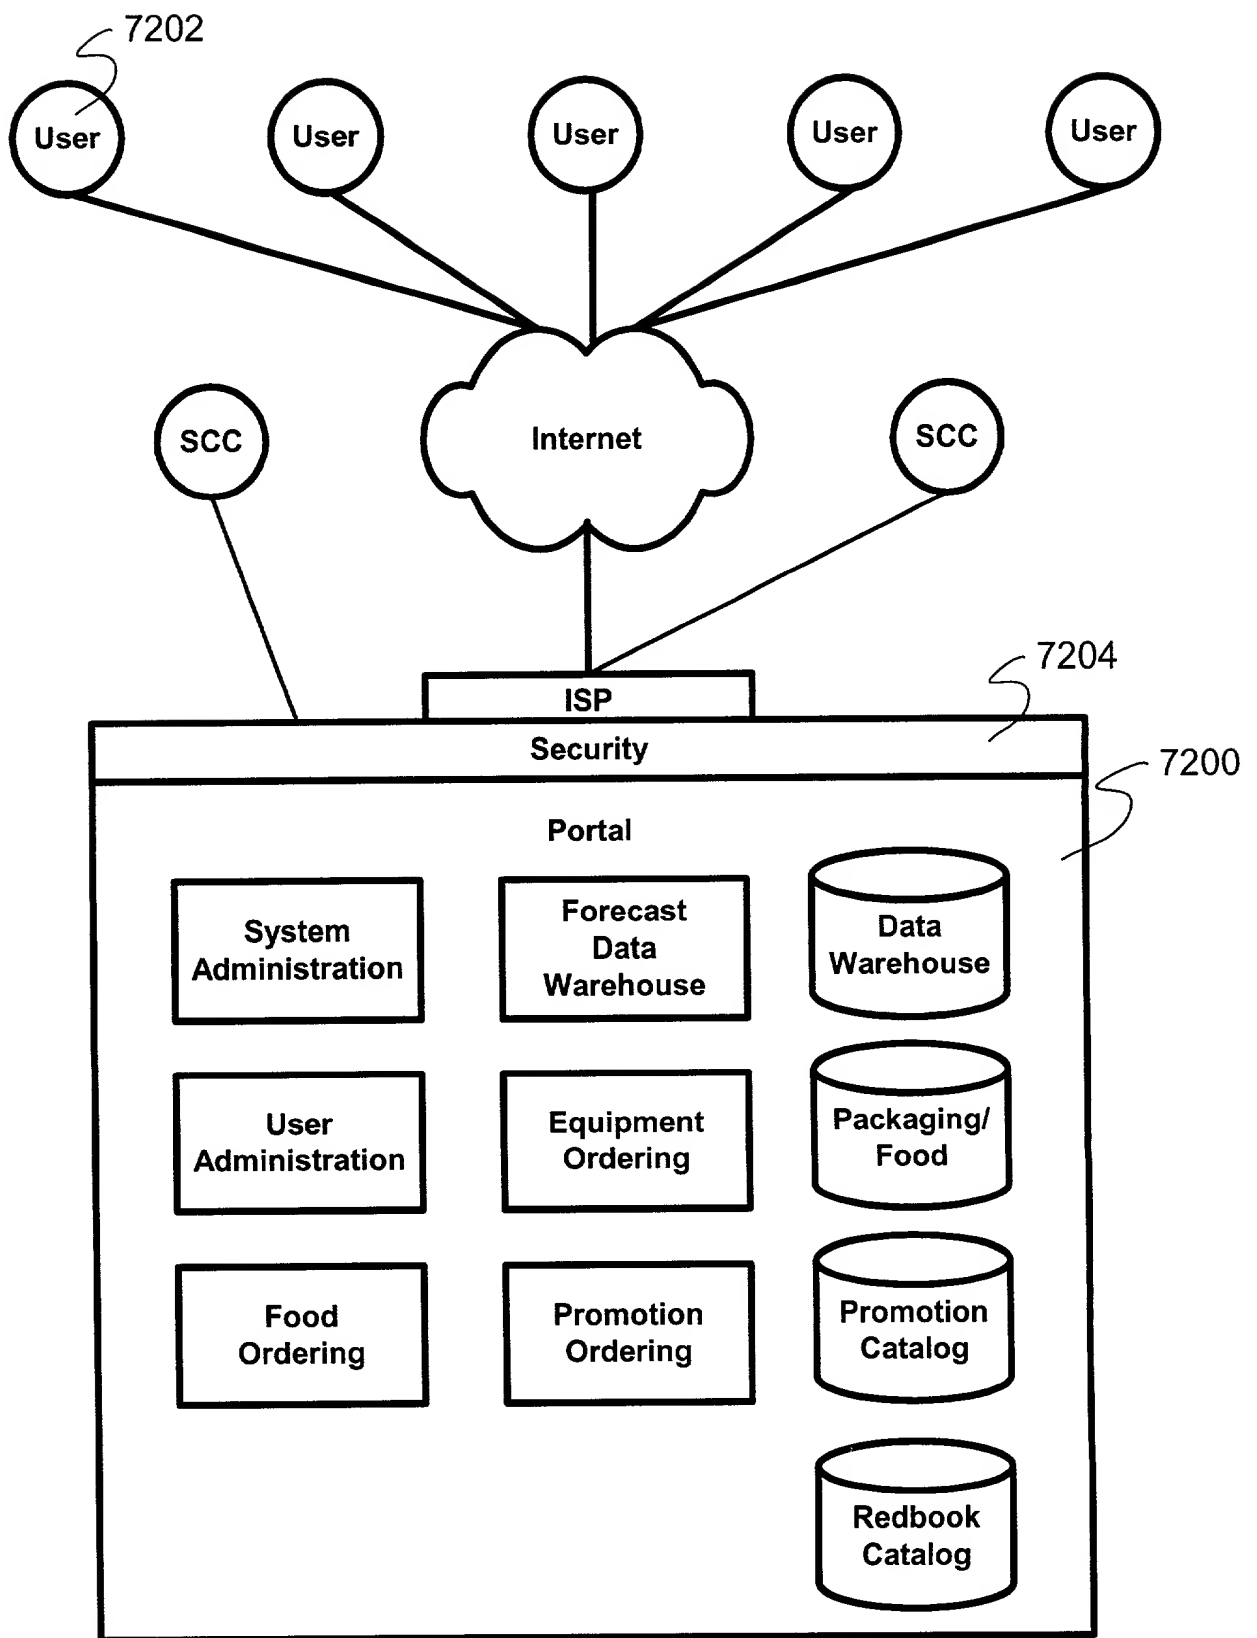 7202
User
User
User
User
User
SCC
Internet
SCC
7204
ISP
Security
7200
Portal
System
Administration
Forecast
Data
Warehouse
Data
Warehouse
User
Administration
Equipment
Ordering
Packaging/
Food
Food
Ordering
Promotion
Ordering
Promotion
Catalog
Redbook
Catalog